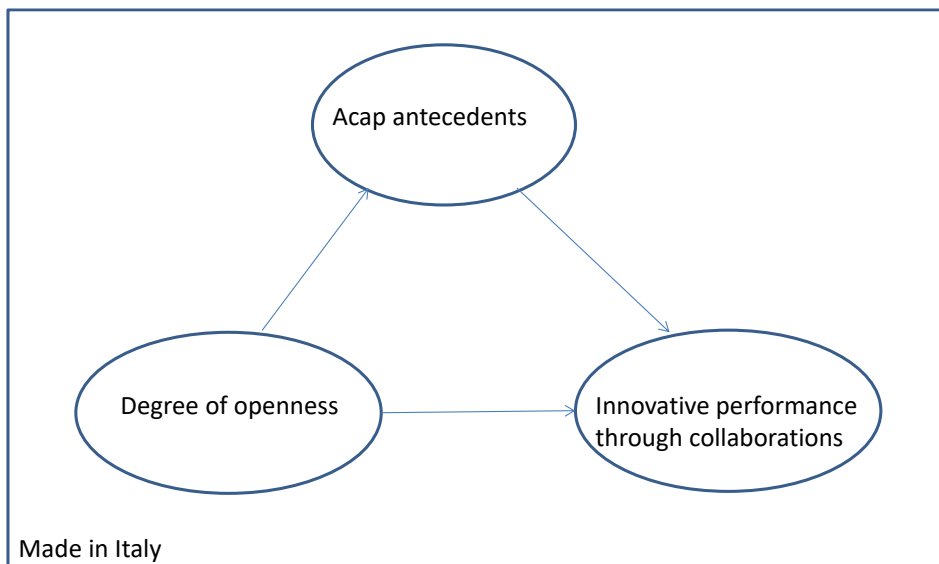 Acap antecedents
Degree of openness
Innovative performance
through collaborations
Made in Italy